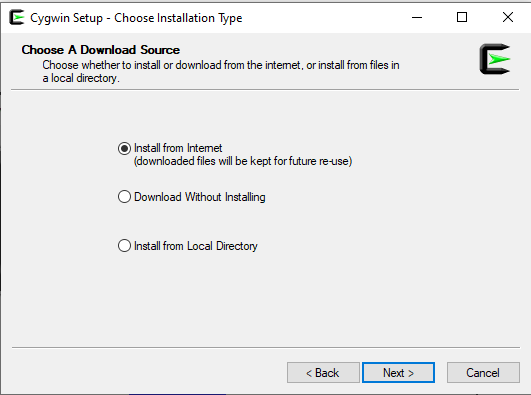 Cygwin Setup - Choose Installation Type
Choose A Download Source
Choose whether to install or download from the internet, or install from files in
a local directory.
Install from Internet
(downloaded files will be kept for future re-use)
Download Without Installing
Install from Local Directory
< Back
Next >
Cancel